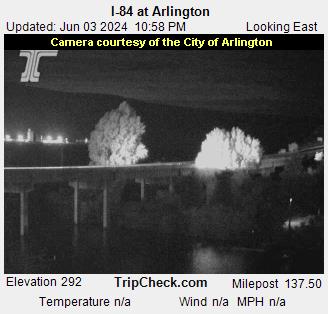 I-84 at Arlington
Updated: Jun 03 2024 10:58 PM Looking East
Camera courtesy of the City of Arlington
Elevation 292 TripCheck.com Milepost 137.50
Temperature n/a Wind n/a MPH n/a